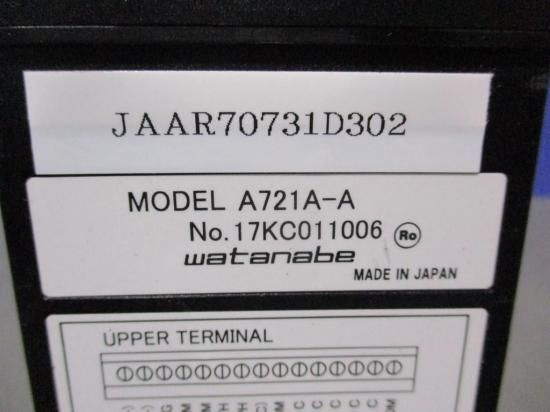 JAAR70731D302
MODEL A721A-A
No.17KC011006 Ro
watanabe
MADE IN JAPAN
UPPER TERMINAL